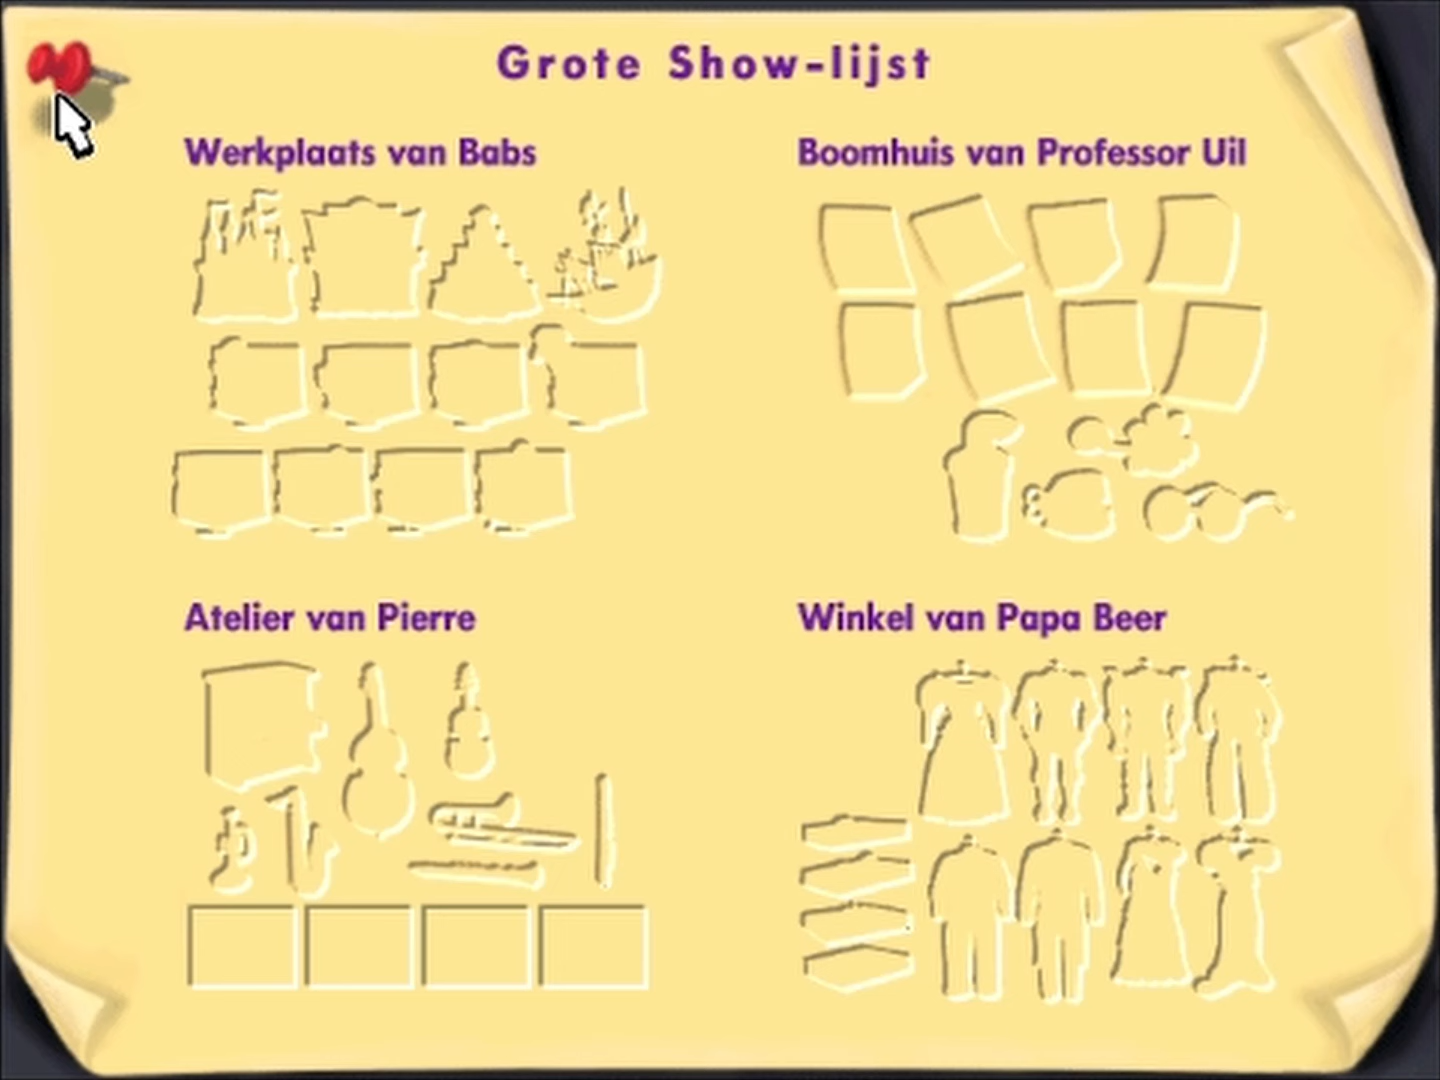 Grote Show-lijst
Werkplaats van Babs
Boomhuis van Professor Uil
Atelier van Pierre
Winkel van Papa Beer